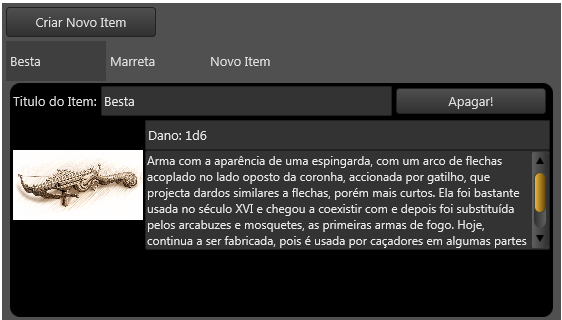 Criar Novo Item
Besta Marreta Novo Item
Titulo do Item: Besta Apagar!
Dano: 1d6
Arma com a aparência de uma espingarda, com um arco de flechas
acoplado no lado oposto da coronha, accionada por gatilho, que
projecta dardos similares a flechas, porém mais curtos. Ela foi bastante
usada no século XVI e chegou a coexistir com e depois foi substituída
pelos arcabuzes e mosquetes, as primeiras armas de fogo. Hoje,
continua a ser fabricada, pois é usada por caçadores em algumas partes